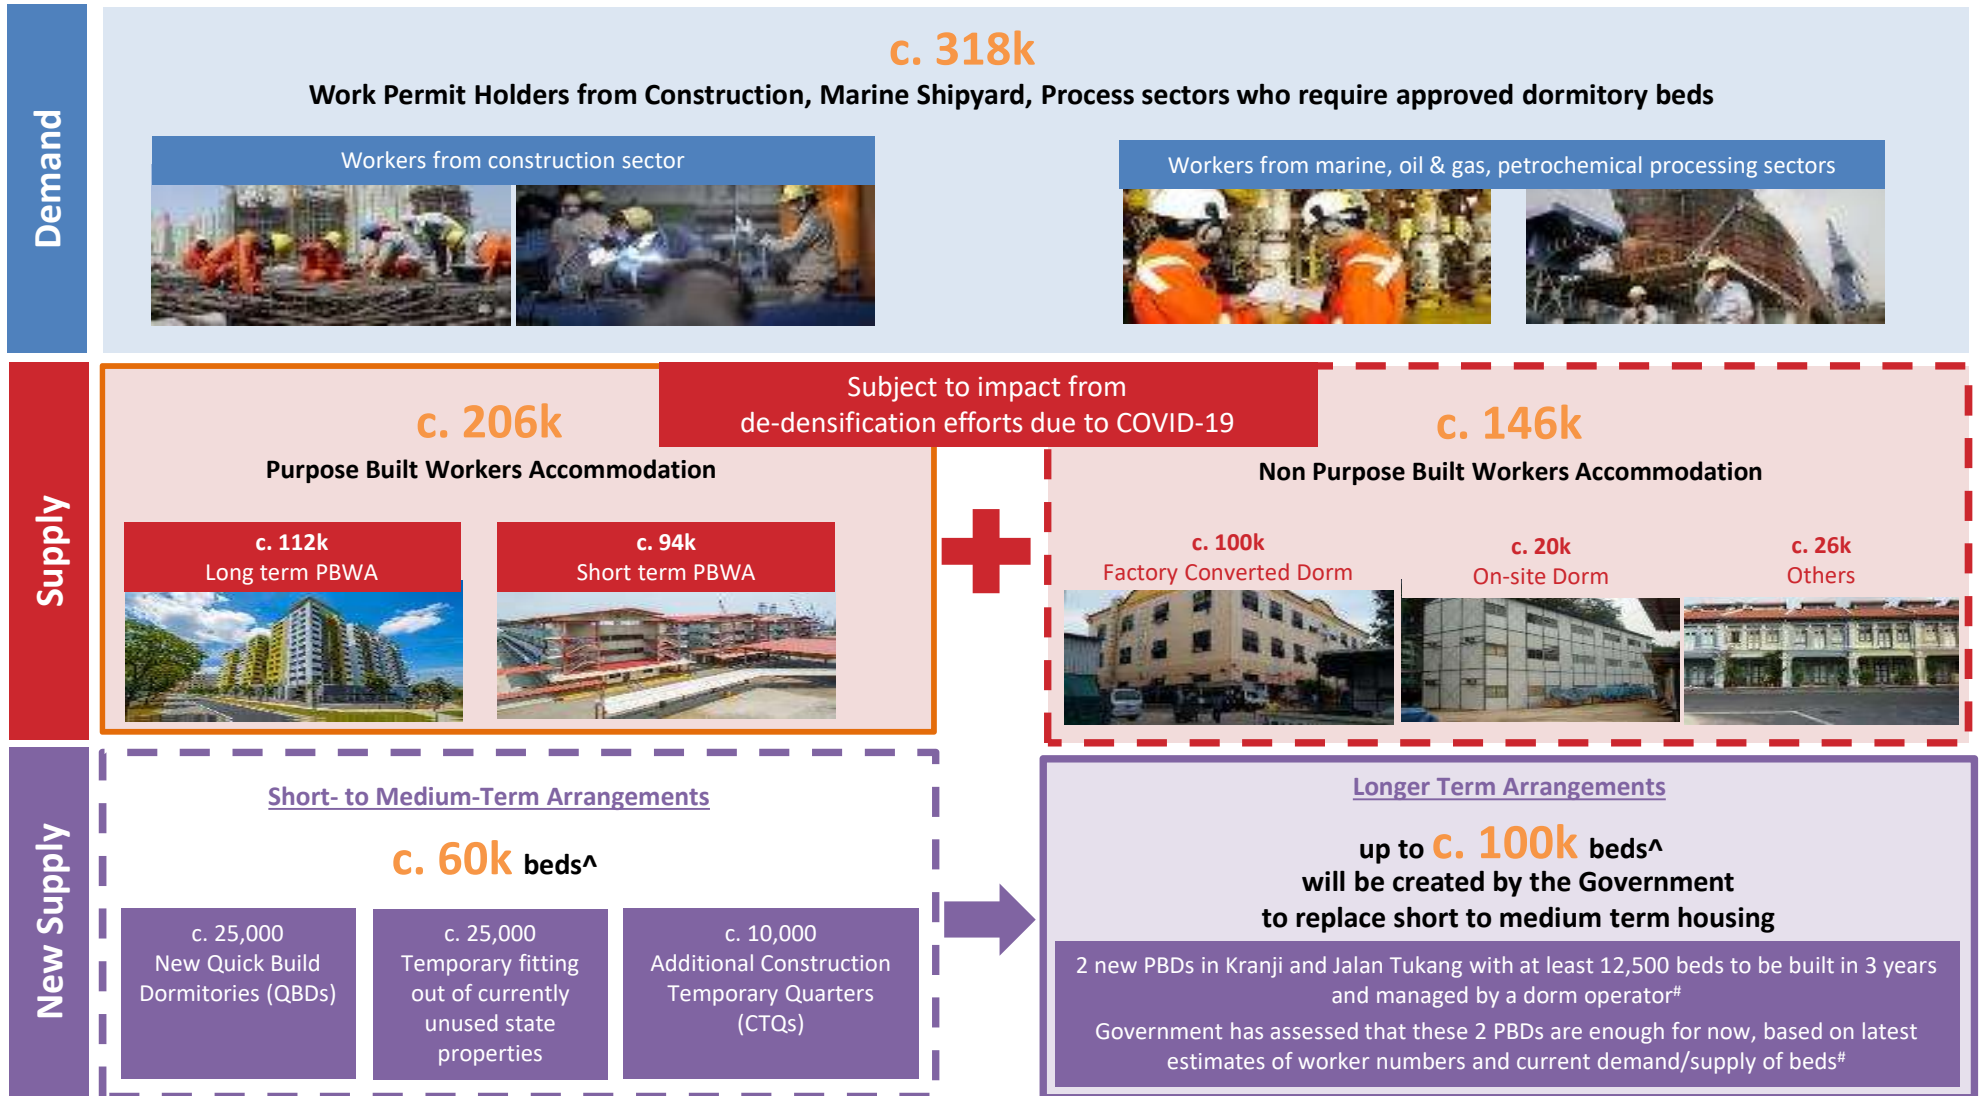 Demand
c. 318k
Work Permit Holders from Construction, Marine Shipyard, Process sectors who require approved dormitory beds
Workers from construction sector
Workers from marine, oil & gas, petrochemical processing sectors
Supply
Subject to impact from
de-densification efforts due to COVID-19
c. 206k
Purpose Built Workers Accommodation
c. 112k
Long term PBWA
c. 94k
Short term PBWA
c. 146k
Non Purpose Built Workers Accommodation
c. 100k
Factory Converted Dorm
c. 20k
On-site Dorm
c. 26k
Others
New Supply
Short- to Medium-Term Arrangements
c. 60k beds^
c. 25,000
New Quick Build
Dormitories (QBDs)
c. 25,000
Temporary fitting
out of currently
unused state
properties
c. 10,000
Additional Construction
Temporary Quarters
(CTQs)
Longer Term Arrangements
up to c. 100k beds^
will be created by the Government
to replace short to medium term housing
2 new PBDs in Kranji and Jalan Tukang with at least 12,500 beds to be built in 3 years
and managed by a dorm operator#
Government has assessed that these 2 PBDs are enough for now, based on latest
estimates of worker numbers and current demand/supply of beds#